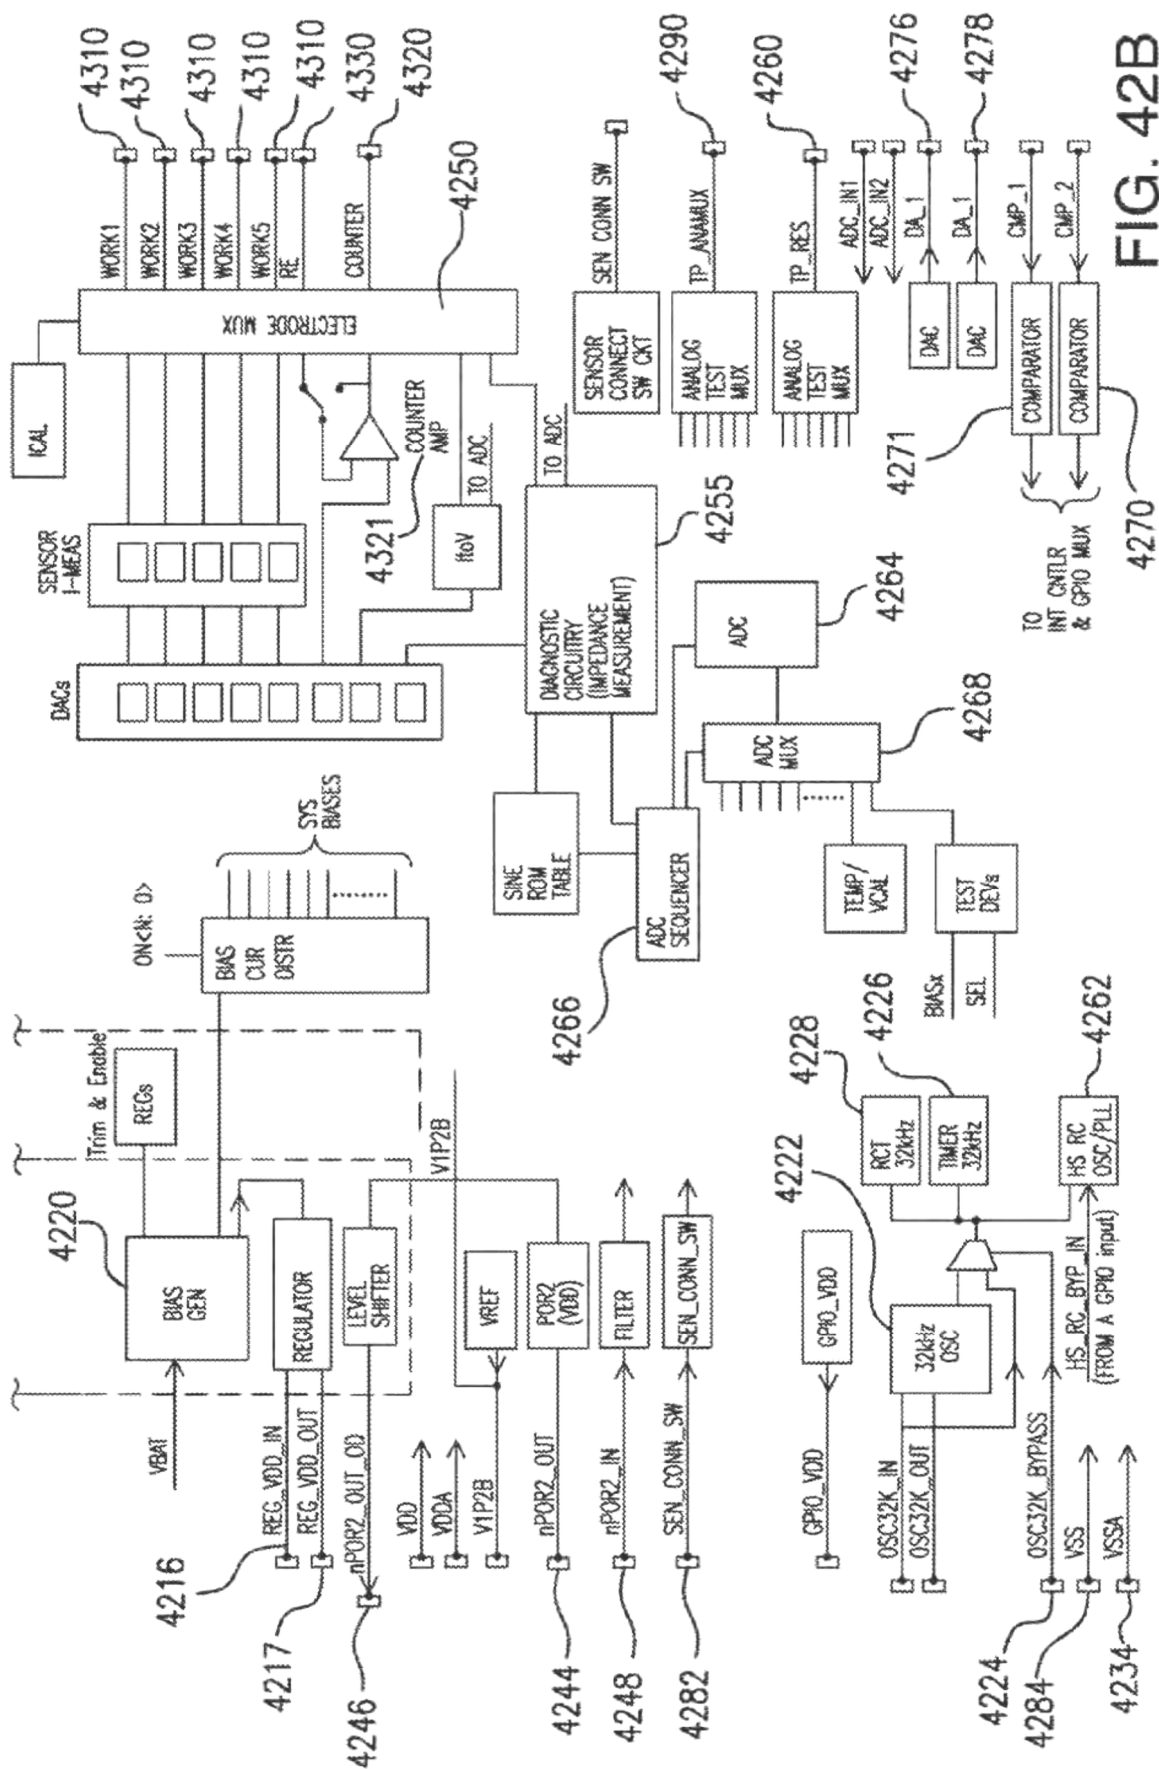 4310
4310
4310
4310
4310
4330
4320
WORK1
WORK2
WORK3
WORK4
WORK5
RE
COUNTER
4250
ELECTRODE MUX
ICAL
SENSOR
I-MEAS
DACs
COUNTER
AMP
4321
TO ADC
ItoV
TO ADC
DIAGNOSTIC
CIRCUITRY
(IMPEDANCE
MEASUREMENT)
4255
SEN CONN SW
SENSOR
CONNECT
SW CKT
4290
TP_ANAMUX
ANALOG
TEST
MUX
4260
TP_RES
ANALOG
TEST
MUX
ADC_IN1
ADC_IN2
4276
DA_1
DAC
4278
DA_1
DAC
CMP_1
CMP_2
COMPARATOR
COMPARATOR
4271
4270
TO
INT CNTLR
& GPIO MUX
ADC
4264
ADC
MUX
4268
SINE
ROM
TABLE
ADC
SEQUENCER
4266
TEMP/
VCAL
TEST
DEVs
BIASx
SEL
ON<N: 0>
BIAS
CUR
DISTR
SYS
BIASES
Trim & Enable
REGs
4220
BIAS
GEN
VBAT
REGULATOR
REG_VDD_IN
REG_VDD_OUT
4216
4217
LEVEL
SHIFTER
nPOR2_OUT_OD
4246
V1P2B
VDD
VDDA
V1P2B
VREF
POR2
(VDD)
nPOR2_OUT
4244
FILTER
nPOR2_IN
4248
SEN_CONN_SW
SEN_CONN_SW
4282
GPIO_VDD
GPIO_VDD
4222
32kHz
OSC
OSC32K_IN
OSC32K_OUT
OSC32K_BYPASS
4224
VSS
4284
VSSA
4234
4228
RCT
32kHz
4226
TIMER
32kHz
4262
HS RC
OSC/PLL
HS_RC_BYP_IN
(FROM A GPIO input)
FIG. 42B